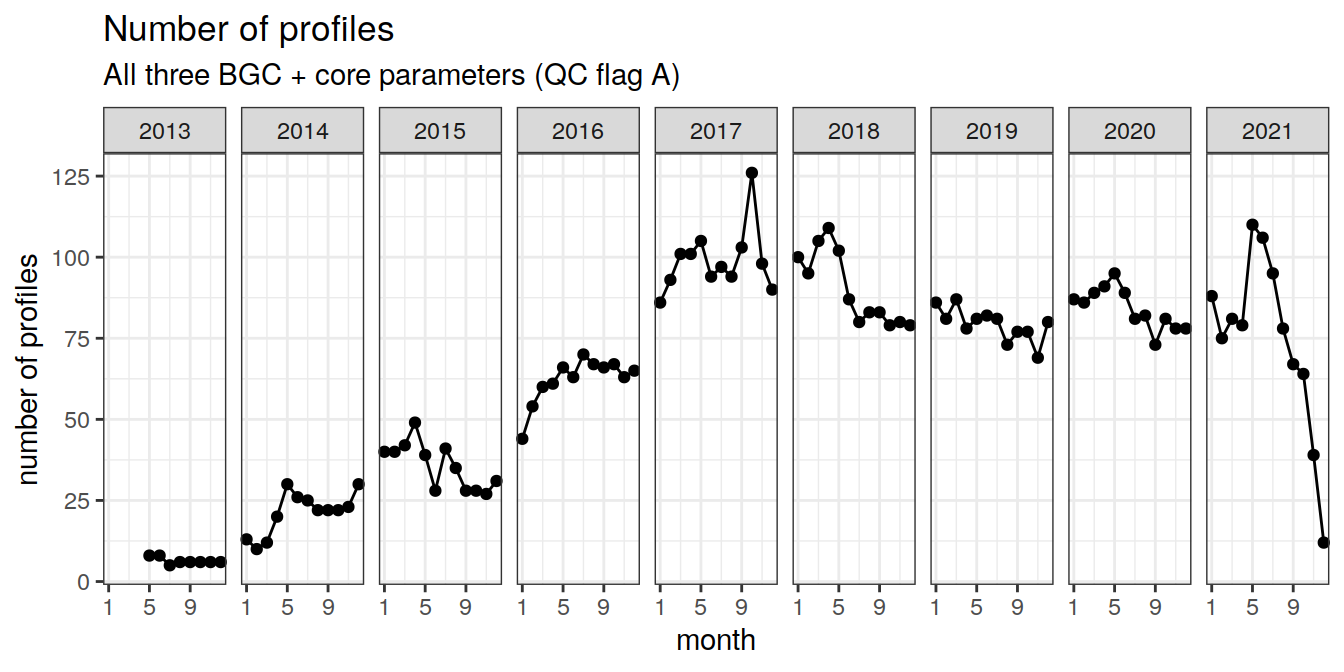 Number of profiles
All three BGC + core parameters (QC flag A)
2013 2014 2015 2016 2017 2018 2019 2020 2021
number of profiles
125
100
75
50
25
0
1 5 9 1 5 9 1 5 9 1 5 9 1 5 9 1 5 9 1 5 9 1 5 9 1 5 9
month